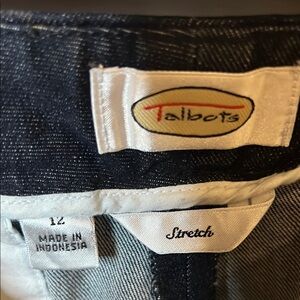 Talbots
12
MADE IN
INDONESIA
Stretch